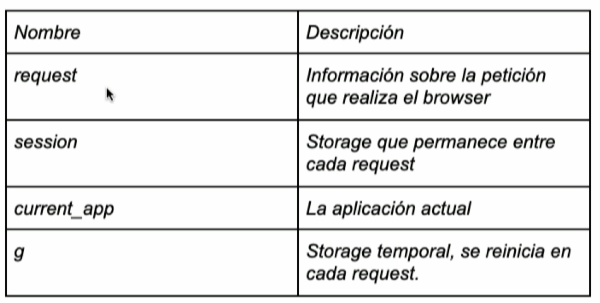 Nombre
Descripción
request
Información sobre la petición
que realiza el browser
session
Storage que permanece entre
cada request
current_app
La aplicación actual
g
Storage temporal, se reinicia en
cada request.